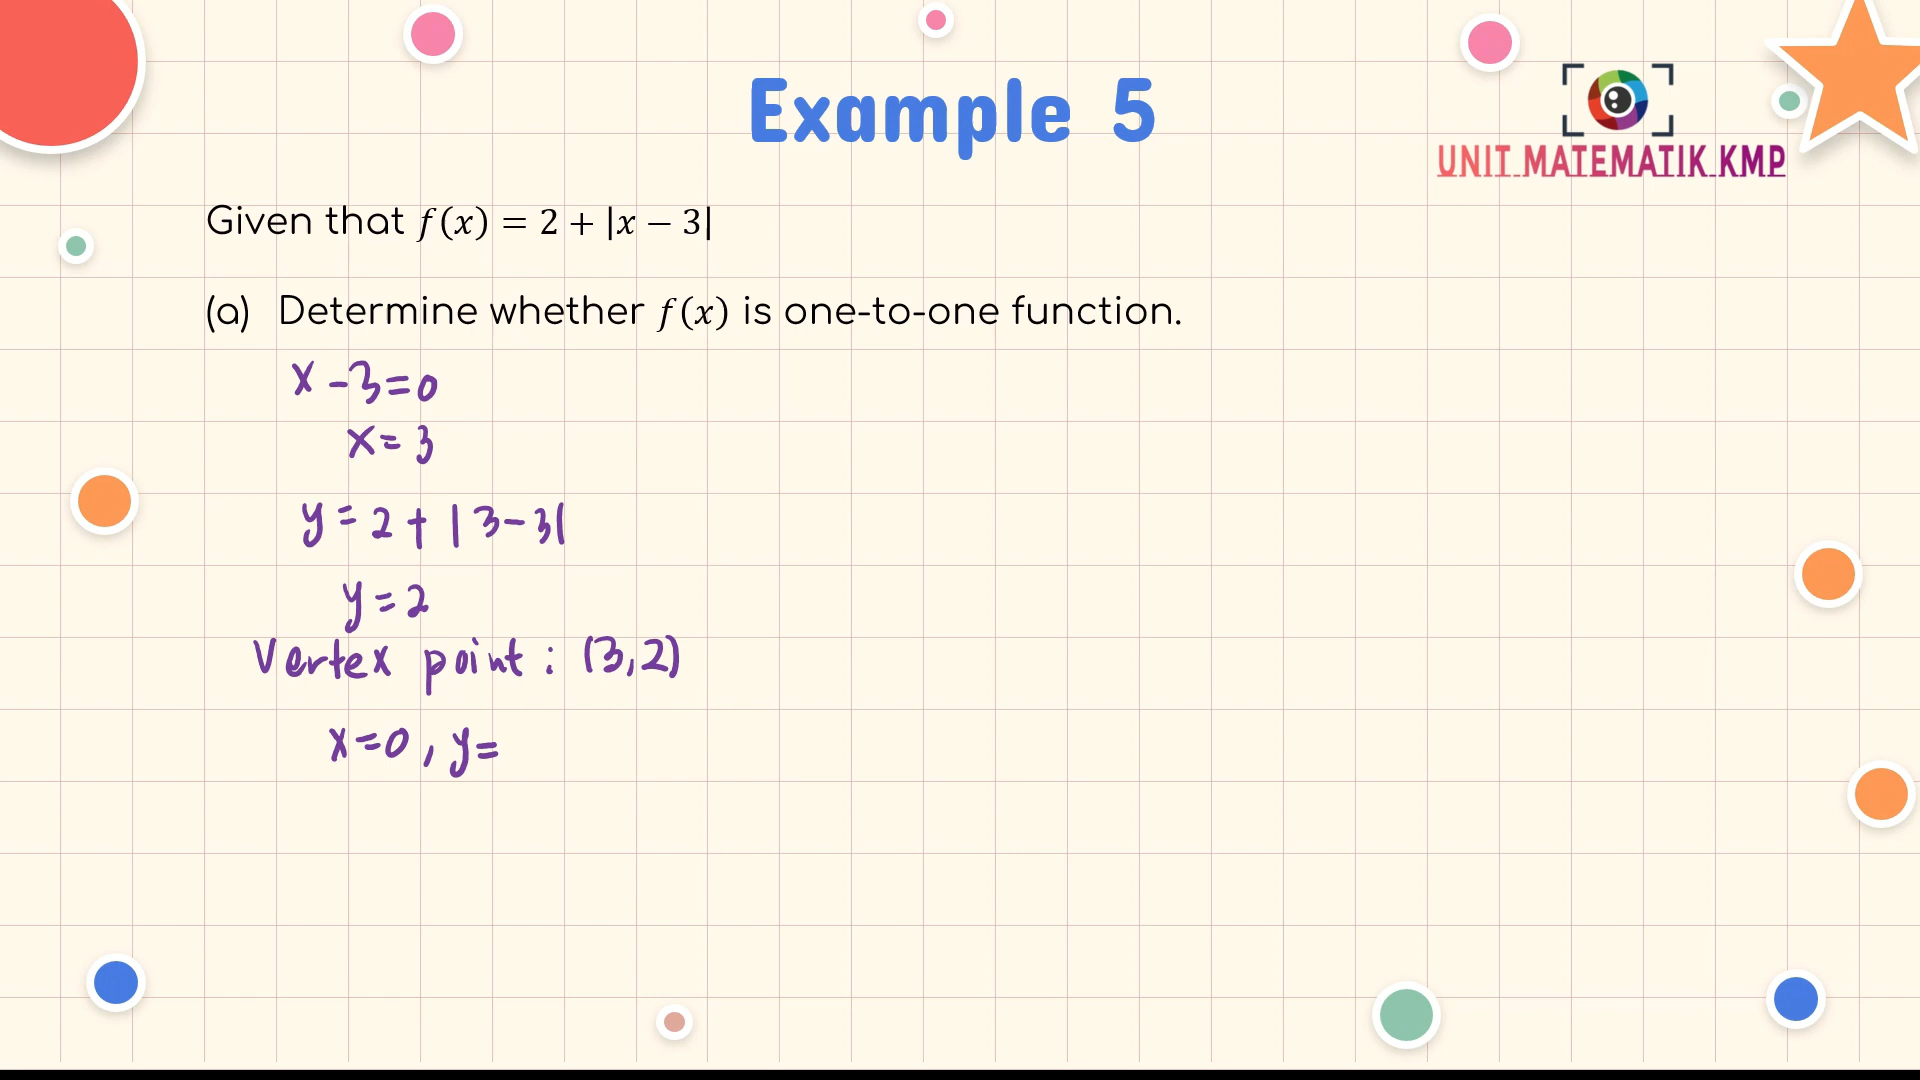 Example 5
UNIT.MATEMATIK.KMP
Given that f(x) = 2 + |x − 3|
(a) Determine whether f(x) is one-to-one function.
x - 3 = 0
x = 3
y = 2 + |3 - 3|
y = 2
Vertex point : (3,2)
x = 0 , y =